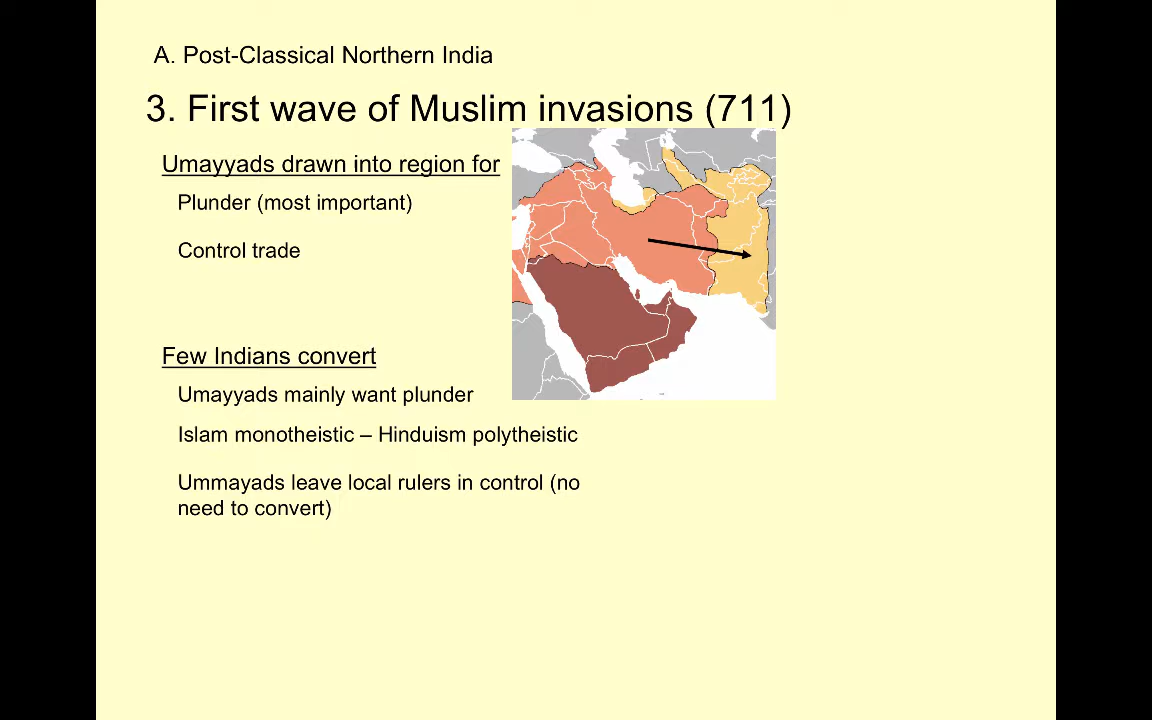 A. Post-Classical Northern India
3. First wave of Muslim invasions (711)
Umayyads drawn into region for
Plunder (most important)
Control trade
Few Indians convert
Umayyads mainly want plunder
Islam monotheistic – Hinduism polytheistic
Ummayads leave local rulers in control (no
need to convert)